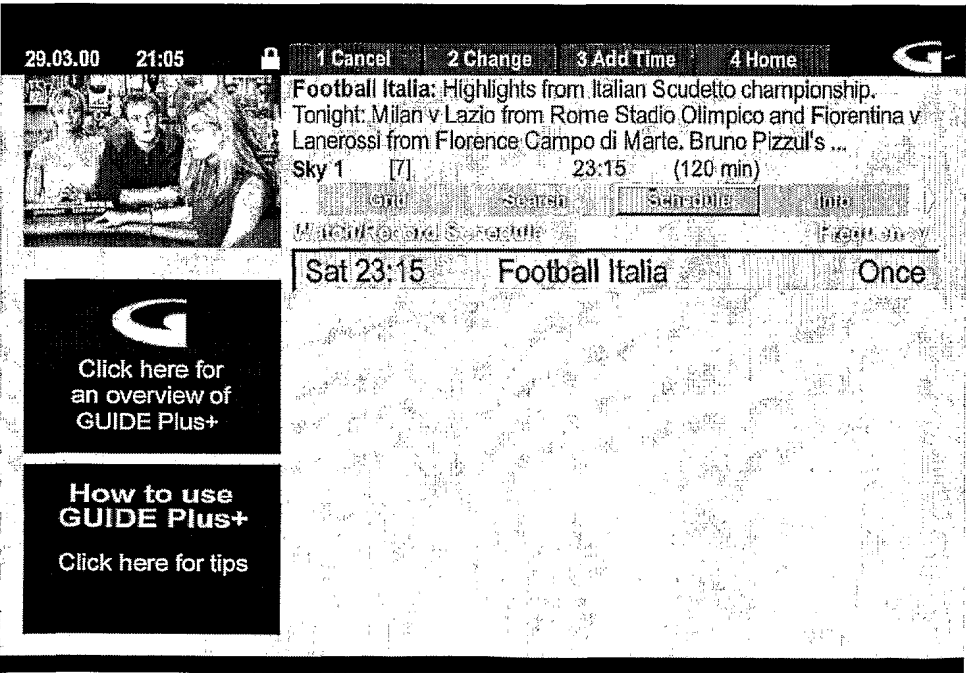 29.03.00 21:05 1 Cancel 2 Change 3 Add Time 4 Home
Football Italia: Highlights from Italian Scudetto championship.
Tonight: Milan v Lazio from Rome Stadio Olimpico and Fiorentina v
Lanerossi from Florence Campo di Marte. Bruno Pizzul's ...
Sky 1 [7] 23:15 (120 min)
Grid Search Schedule Info
Watch/Record Schedule Frequency
Sat 23:15 Football Italia Once
Click here for
an overview of
GUIDE Plus+
How to use
GUIDE Plus+
Click here for tips